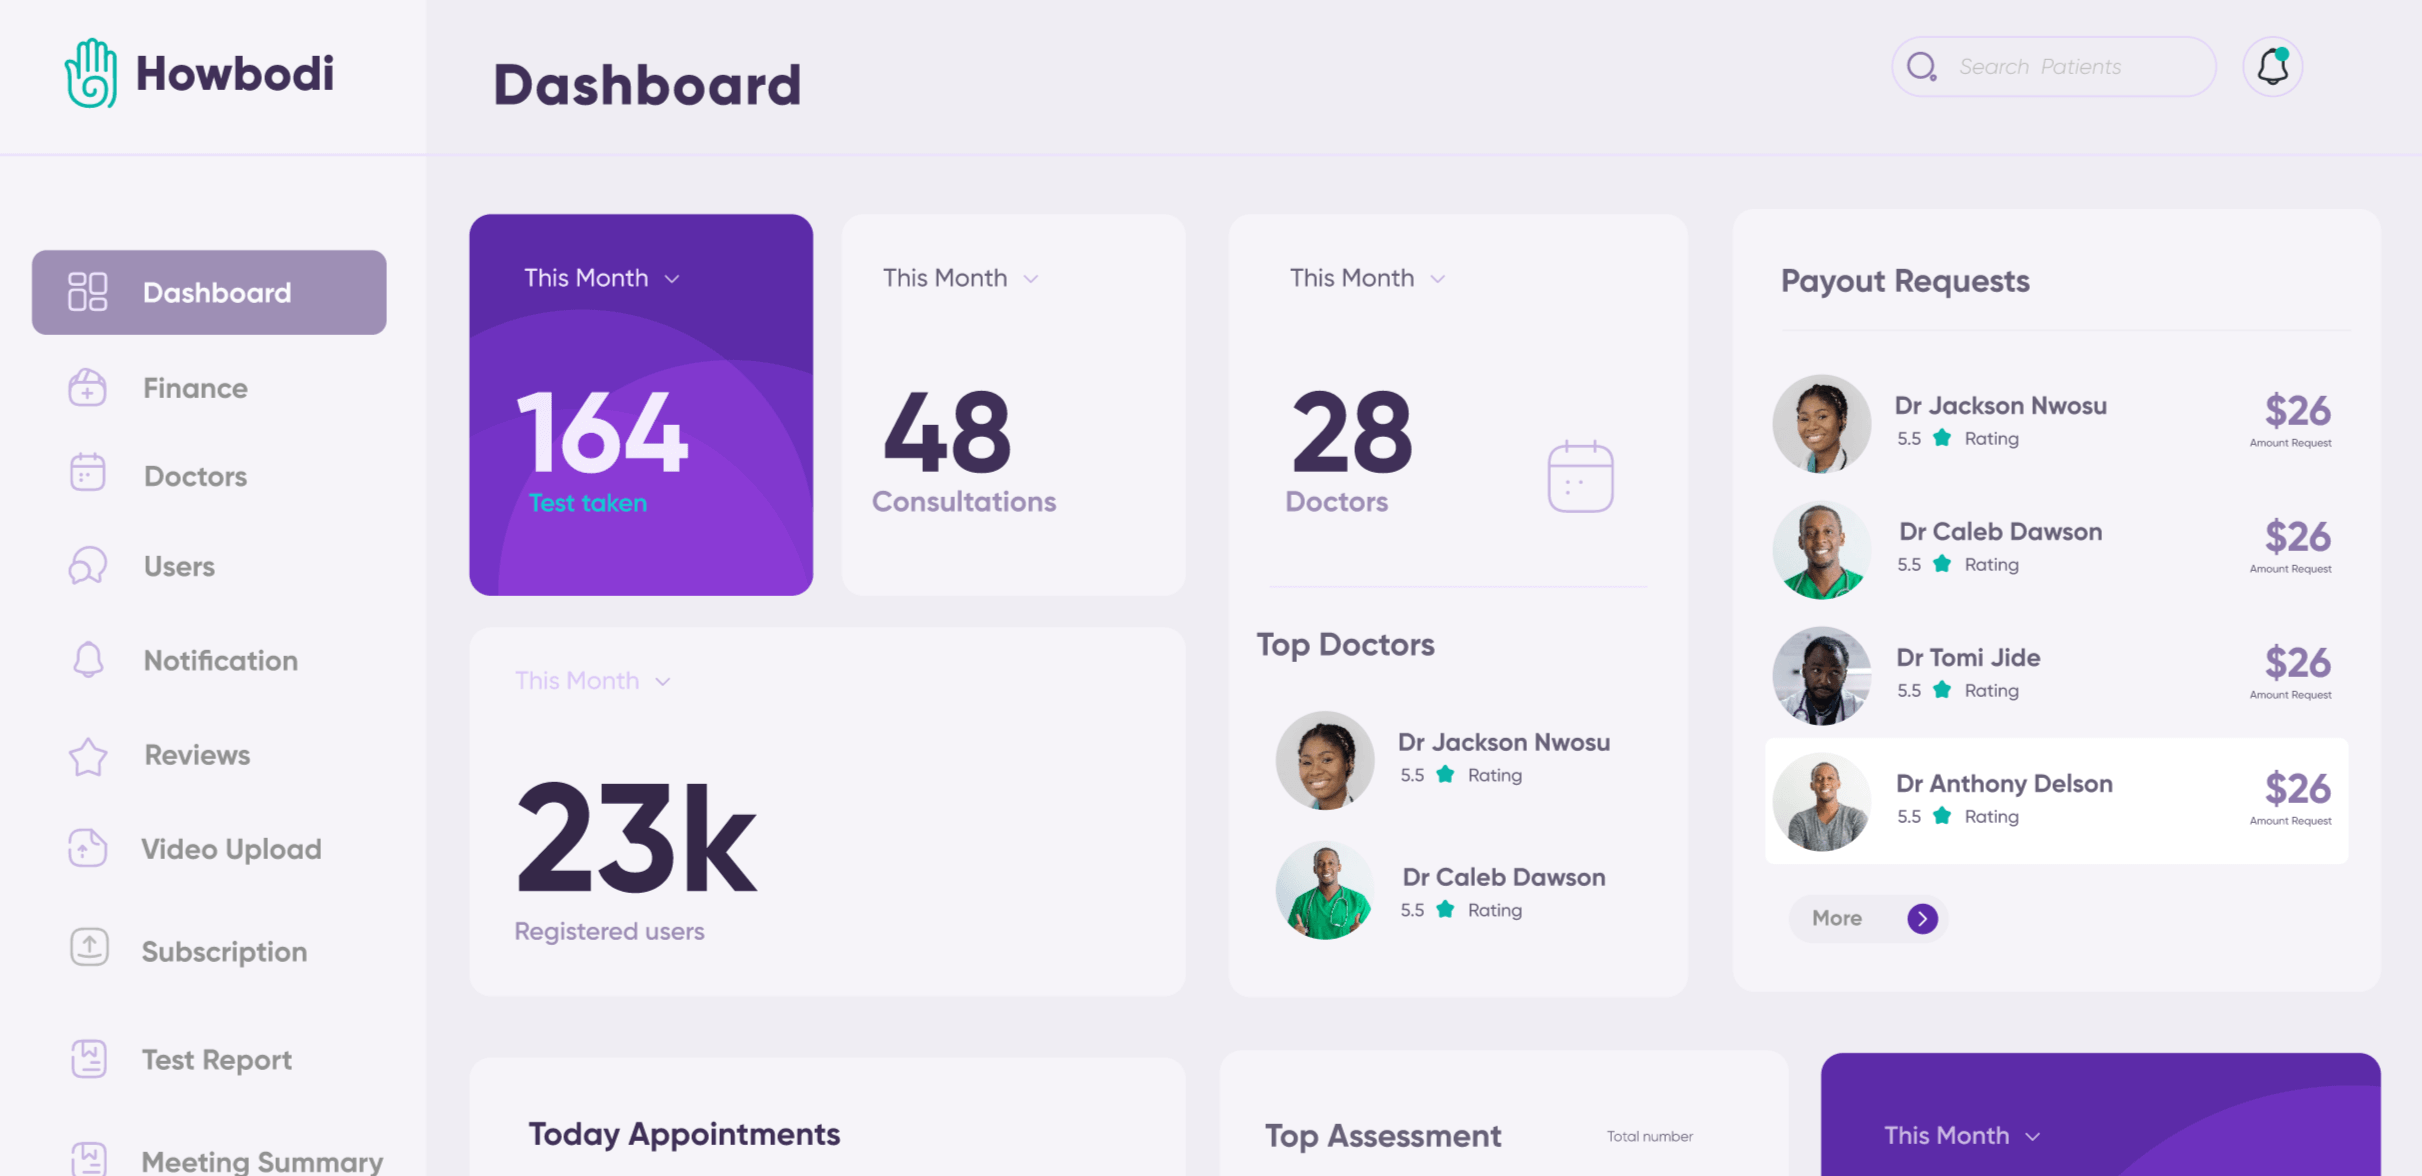 Howbodi
Dashboard
Search Patients
Dashboard
Finance
Doctors
Users
Notification
Reviews
Video Upload
Subscription
Test Report
Meeting Summary
This Month
164
Test taken
This Month
48
Consultations
This Month
23k
Registered users
This Month
28
Doctors
Top Doctors
Dr Jackson Nwosu
5.5 Rating
Dr Caleb Dawson
5.5 Rating
Payout Requests
Dr Jackson Nwosu
5.5 Rating
$26
Amount Request
Dr Caleb Dawson
5.5 Rating
$26
Amount Request
Dr Tomi Jide
5.5 Rating
$26
Amount Request
Dr Anthony Delson
5.5 Rating
$26
Amount Request
More
Today Appointments
Top Assessment
Total number
This Month